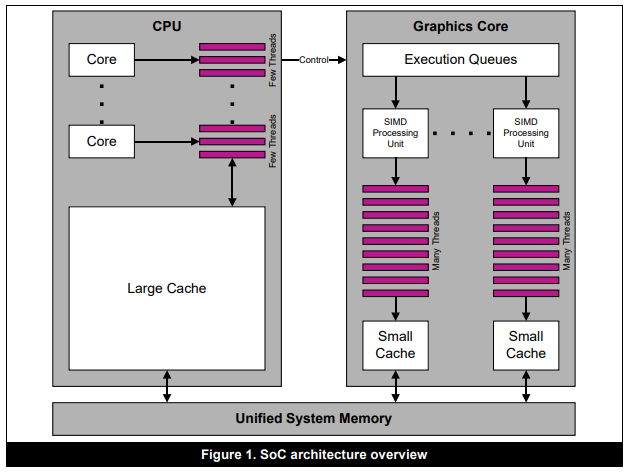 CPU
Graphics Core
Core
Few Threads
Control
Execution Queues
SIMD
Processing
Unit
SIMD
Processing
Unit
Core
Few Threads
Many Threads
Many Threads
Large Cache
Small
Cache
Small
Cache
Unified System Memory
Figure 1. SoC architecture overview